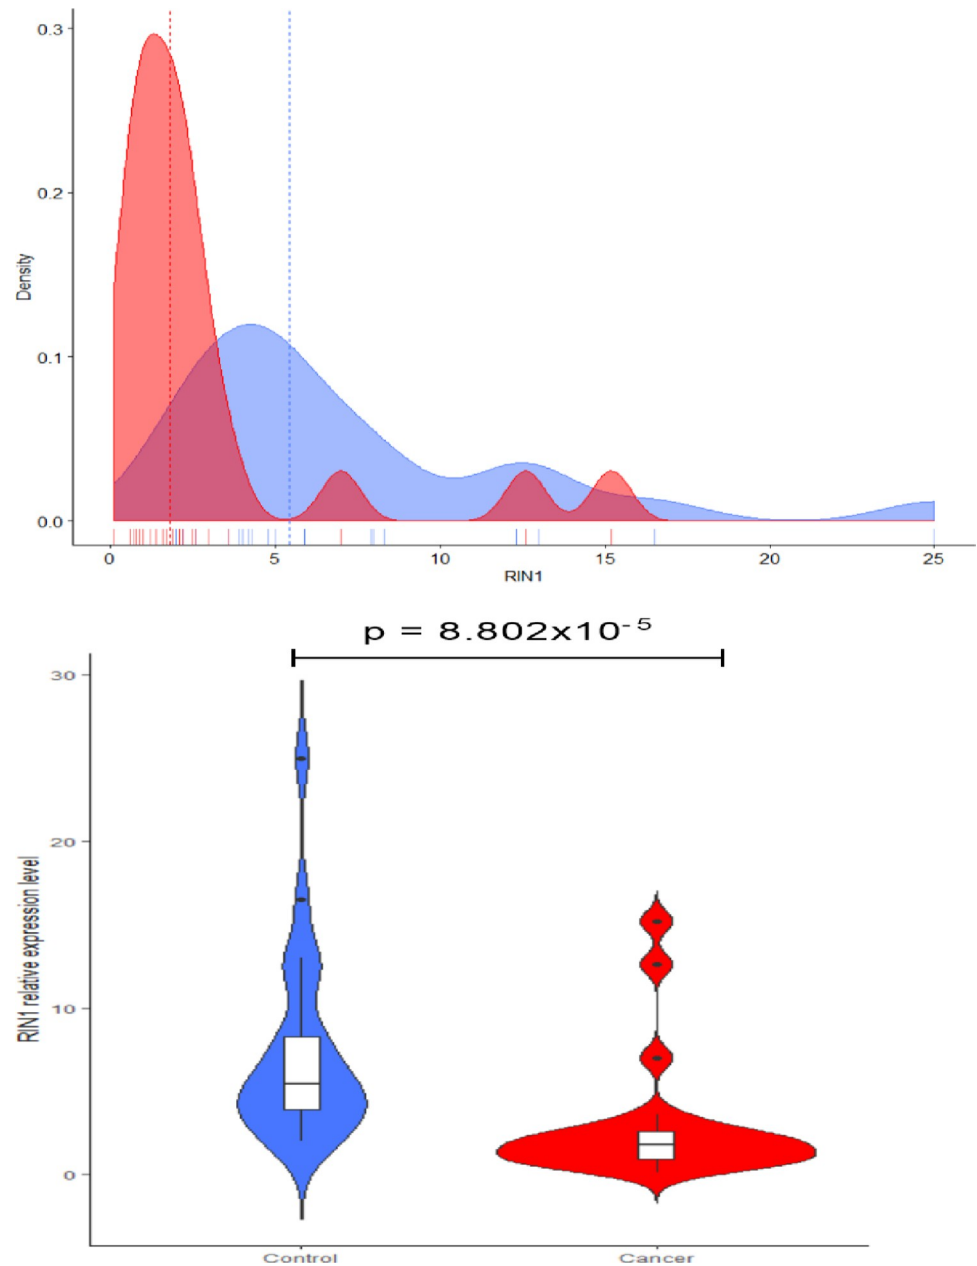 0.3
0.2
0.1
0.0
Density
0 5 10 15 20 25
RIN1
p = 8.802x10⁻⁵
30
20
10
0
RIN1 relative expression level
Control Cancer